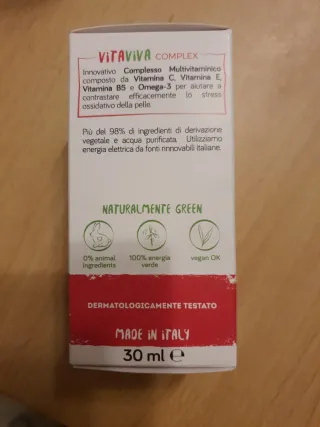 VITAVIVA COMPLEX
Innovativo Complesso Multivitaminico
composto da Vitamina C, Vitamina E,
Vitamina B5 e Omega-3 per aiutare a
contrastare efficacemente lo stress
ossidativo della pelle.
Più del 98% di ingredienti di derivazione
vegetale e acqua purificata. Utilizziamo
energia elettrica da fonti rinnovabili italiane.
NATURALMENTE GREEN
0% animal
ingredients
100% energia
verde
vegan OK
DERMATOLOGICAMENTE TESTATO
MADE IN ITALY
30 ml ℮